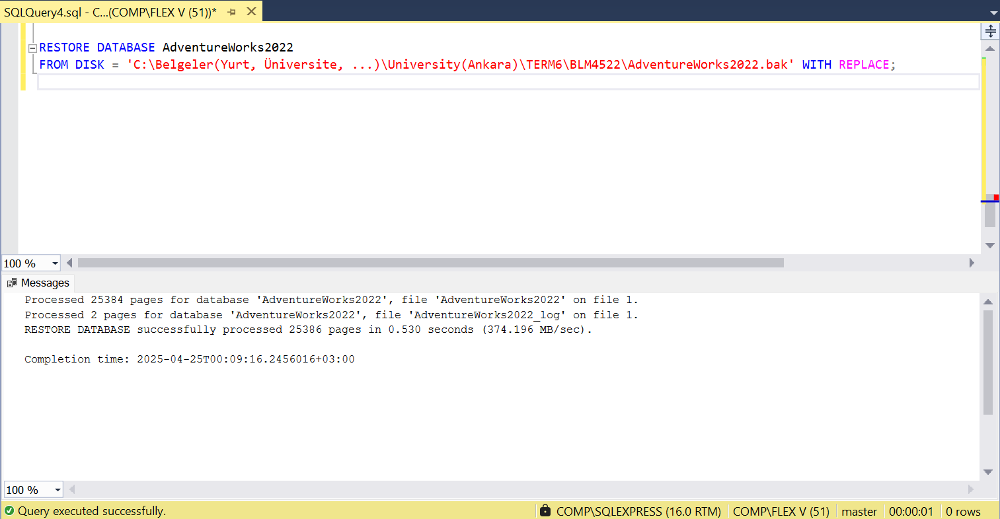 SQLQuery4.sql - C...(COMP\FLEX V (51))*
RESTORE DATABASE AdventureWorks2022
FROM DISK = 'C:\Belgeler(Yurt, Üniversite, ...)\University(Ankara)\TERM6\BLM4522\AdventureWorks2022.bak' WITH REPLACE;
100 %
Messages
Processed 25384 pages for database 'AdventureWorks2022', file 'AdventureWorks2022' on file 1.
Processed 2 pages for database 'AdventureWorks2022', file 'AdventureWorks2022_log' on file 1.
RESTORE DATABASE successfully processed 25386 pages in 0.530 seconds (374.196 MB/sec).
Completion time: 2025-04-25T00:09:16.2456016+03:00
100 %
Query executed successfully. COMP\SQLEXPRESS (16.0 RTM) COMP\FLEX V (51) master 00:00:01 0 rows